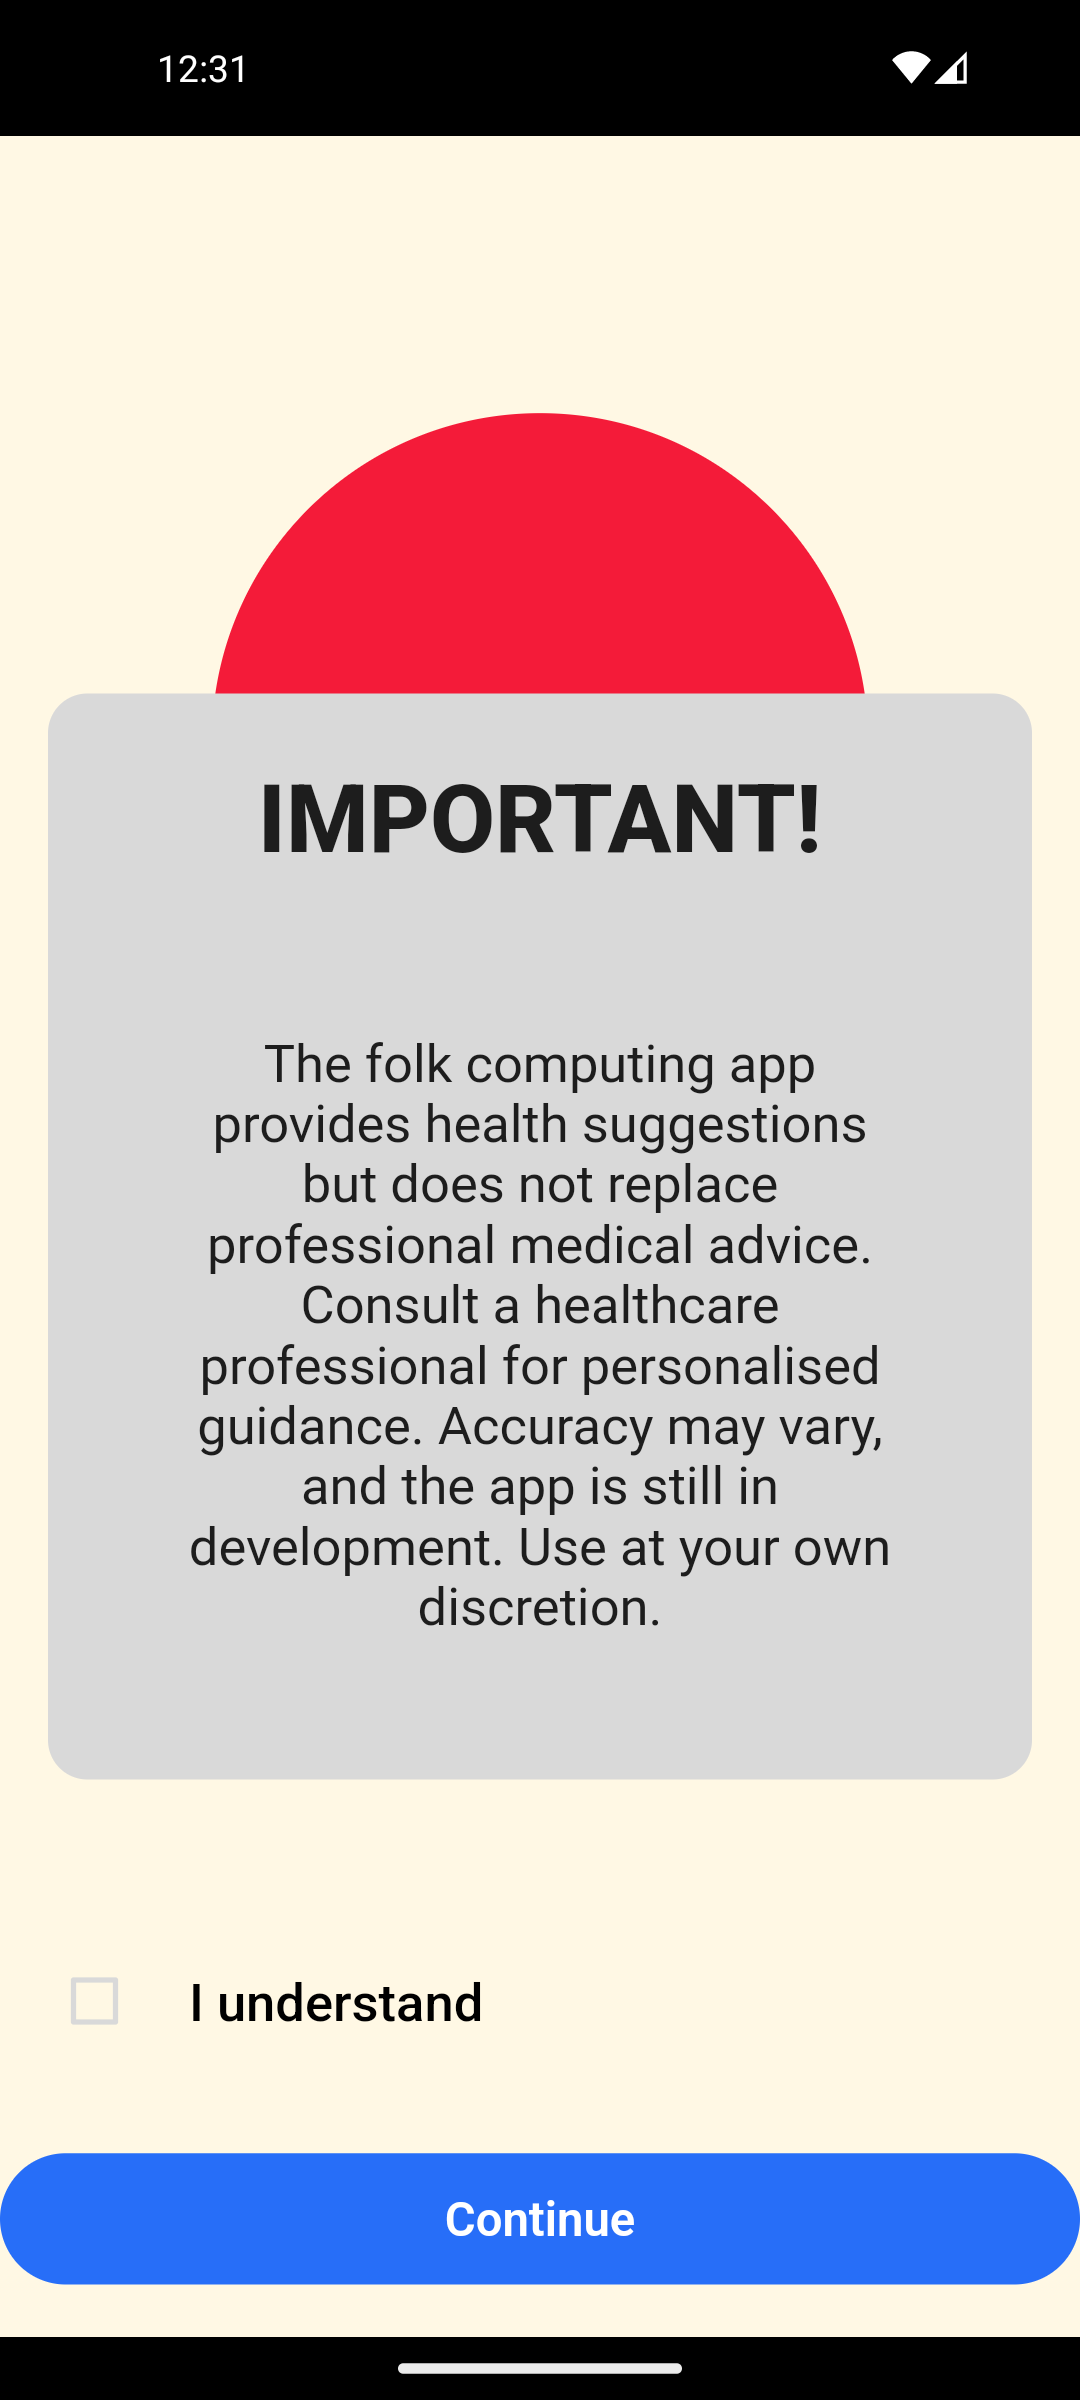 12:31
IMPORTANT!
The folk computing app
provides health suggestions
but does not replace
professional medical advice.
Consult a healthcare
professional for personalised
guidance. Accuracy may vary,
and the app is still in
development. Use at your own
discretion.
I understand
Continue